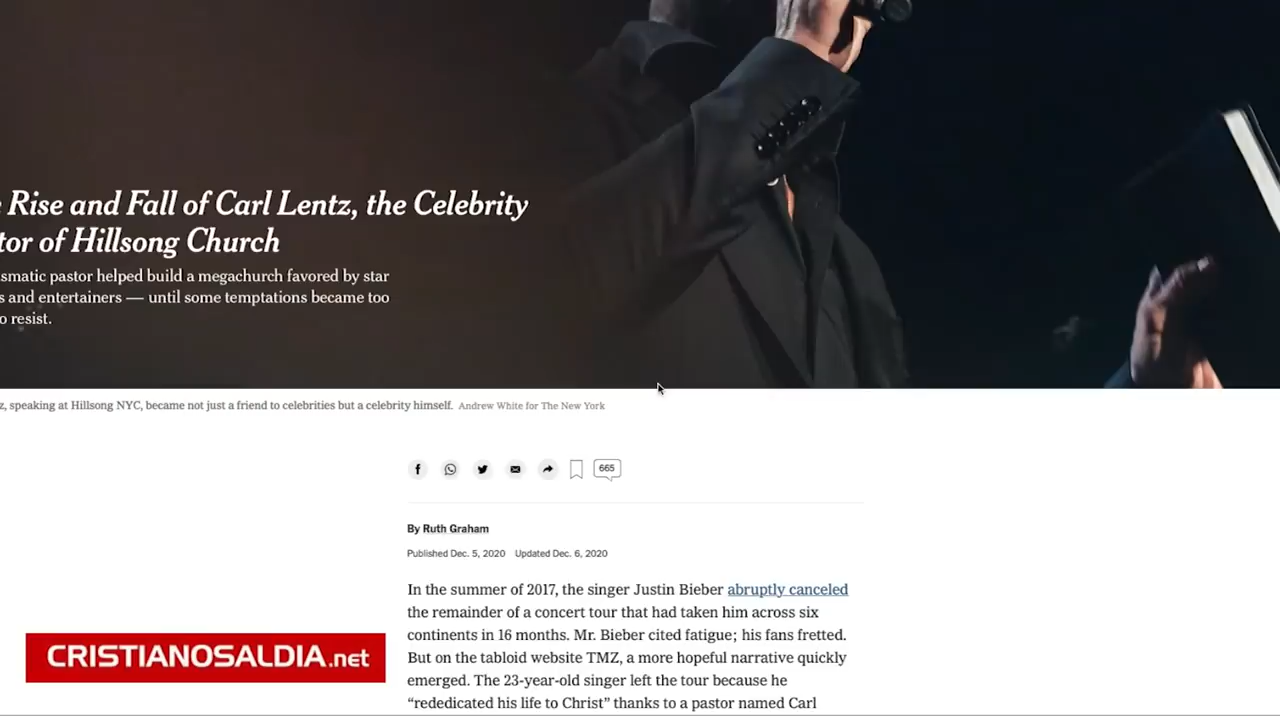 Rise and Fall of Carl Lentz, the Celebrity
tor of Hillsong Church
smatic pastor helped build a megachurch favored by star
s and entertainers — until some temptations became too
o resist.
z, speaking at Hillsong NYC, became not just a friend to celebrities but a celebrity himself. Andrew White for The New York
665
By Ruth Graham
Published Dec. 5, 2020 Updated Dec. 6, 2020
In the summer of 2017, the singer Justin Bieber abruptly canceled
the remainder of a concert tour that had taken him across six
continents in 16 months. Mr. Bieber cited fatigue; his fans fretted.
But on the tabloid website TMZ, a more hopeful narrative quickly
emerged. The 23-year-old singer left the tour because he
“rededicated his life to Christ” thanks to a pastor named Carl
CRISTIANOSALDIA.net